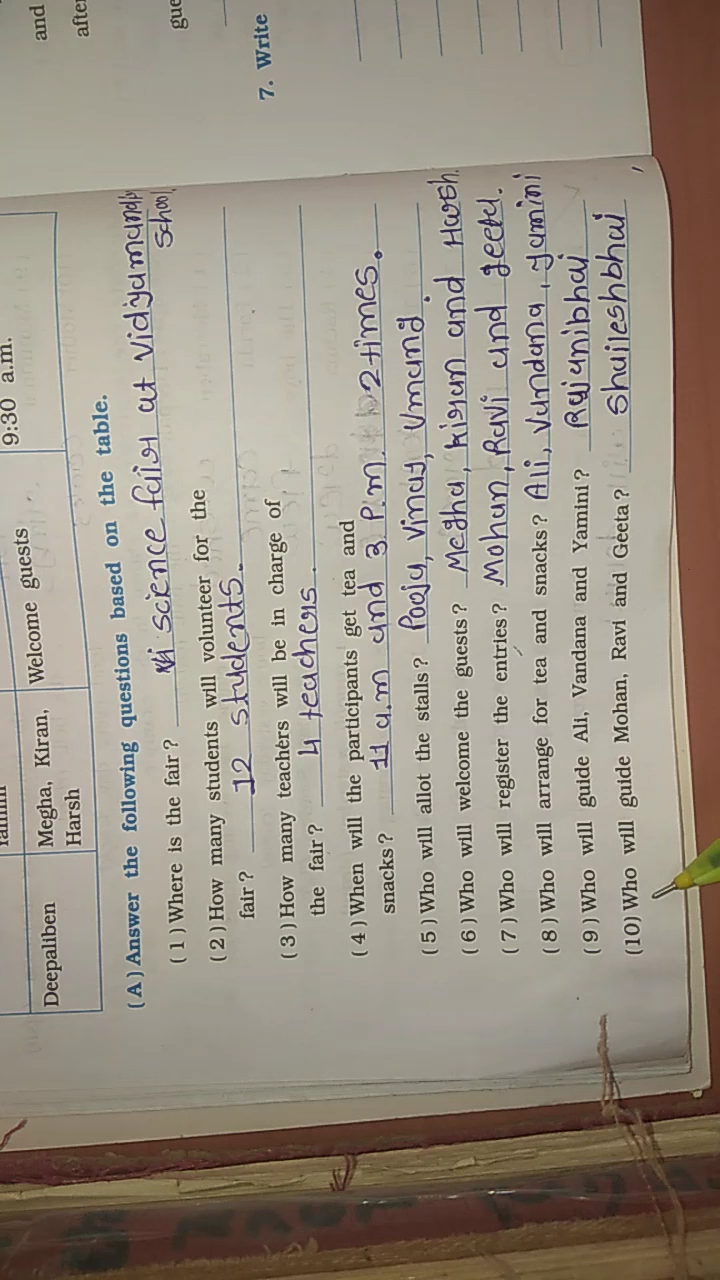 9:30 a.m.
Deepaliben Megha, Kiran, Welcome guests
Harsh
(A) Answer the following questions based on the table.
(1) Where is the fair? science faior at vidyamandir
School
(2) How many students will volunteer for the
fair? 12 students.
(3) How many teachers will be in charge of
the fair? 4 teachers.
(4) When will the participants get tea and
snacks? 11 a.m and 3 P.m. 2 times.
(5) Who will allot the stalls? Pooju, Vinay, Umang.
(6) Who will welcome the guests? Megha, Kiran and Harsh
(7) Who will register the entries? Mohan, Ravi and geeta.
(8) Who will arrange for tea and snacks? Ali, Vandana, yamini
(9) Who will guide Ali, Vandana and Yamini? Rajanibhai
(10) Who will guide Mohan, Ravi and Geeta? Shaileshbhai
and
after
gue
7. Write